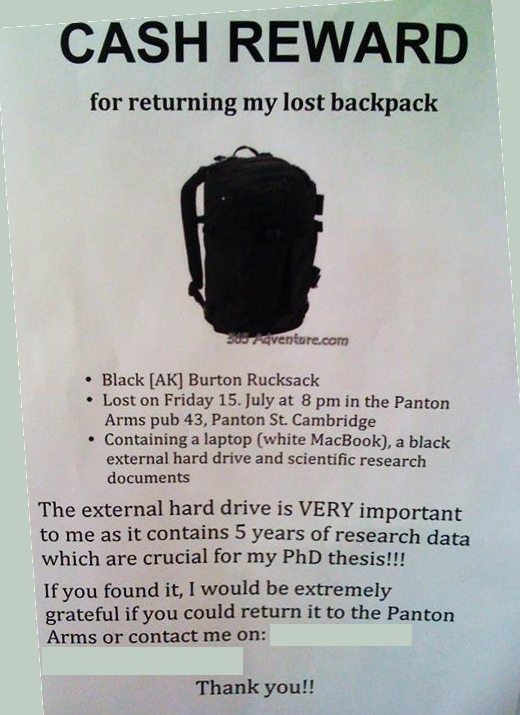 CASH REWARD
for returning my lost backpack
365 Adventure.com
• Black [AK] Burton Rucksack
• Lost on Friday 15. July at 8 pm in the Panton
Arms pub 43, Panton St. Cambridge
• Containing a laptop (white MacBook), a black
external hard drive and scientific research
documents
The external hard drive is VERY important
to me as it contains 5 years of research data
which are crucial for my PhD thesis!!!
If you found it, I would be extremely
grateful if you could return it to the Panton
Arms or contact me on:
Thank you!!